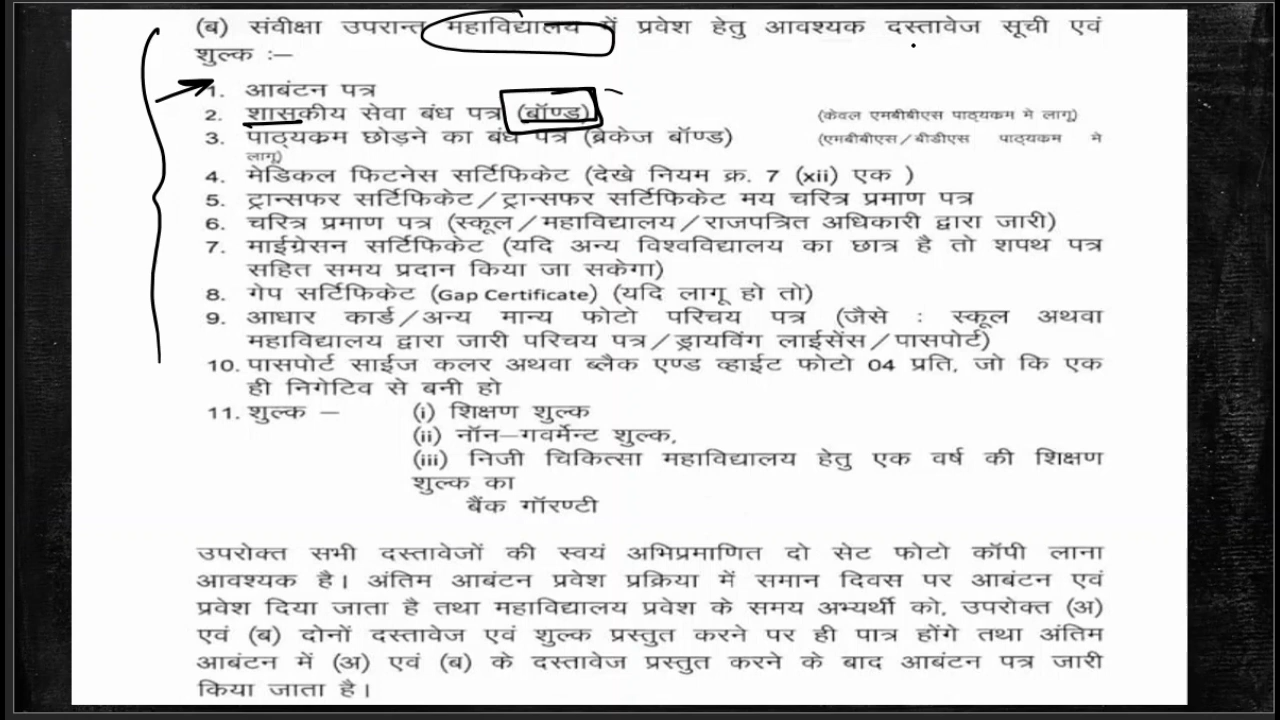 (ब) संवीक्षा उपरान्त महाविद्यालय में प्रवेश हेतु आवश्यक दस्तावेज सूची एवं
शुल्क :–
1. आबंटन पत्र
2. शासकीय सेवा बंध पत्र (बॉण्ड) (केवल एमबीबीएस पाठ्यकम मे लागू)
3. पाठ्यकम छोड़ने का बंध पत्र (ब्रेकेज बॉण्ड) (एमबीबीएस/बीडीएस पाठ्यकम मे
लागू)
4. मेडिकल फिटनेस सर्टिफिकेट (देखे नियम क्र. 7 (xii) एक )
5. ट्रान्सफर सर्टिफिकेट/ट्रान्सफर सर्टिफिकेट मय चरित्र प्रमाण पत्र
6. चरित्र प्रमाण पत्र (स्कूल/महाविद्यालय/राजपत्रित अधिकारी द्वारा जारी)
7. माईग्रेसन सर्टिफिकेट (यदि अन्य विश्वविद्यालय का छात्र है तो शपथ पत्र
सहित समय प्रदान किया जा सकेगा)
8. गेप सर्टिफिकेट (Gap Certificate) (यदि लागू हो तो)
9. आधार कार्ड/अन्य मान्य फोटो परिचय पत्र (जैसे : स्कूल अथवा
महाविद्यालय द्वारा जारी परिचय पत्र/ड्रायविंग लाईसेंस/पासपोर्ट)
10. पासपोर्ट साईज कलर अथवा ब्लैक एण्ड व्हाईट फोटो 04 प्रति, जो कि एक
ही निगेटिव से बनी हो
11. शुल्क – (i) शिक्षण शुल्क
(ii) नॉन–गवर्मेन्ट शुल्क,
(iii) निजी चिकित्सा महाविद्यालय हेतु एक वर्ष की शिक्षण
शुल्क का
बैंक गॉरण्टी
उपरोक्त सभी दस्तावेजों की स्वयं अभिप्रमाणित दो सेट फोटो कॉपी लाना
आवश्यक है। अंतिम आबंटन प्रवेश प्रक्रिया में समान दिवस पर आबंटन एवं
प्रवेश दिया जाता है तथा महाविद्यालय प्रवेश के समय अभ्यर्थी को, उपरोक्त (अ)
एवं (ब) दोनों दस्तावेज एवं शुल्क प्रस्तुत करने पर ही पात्र होंगे तथा अंतिम
आबंटन में (अ) एवं (ब) के दस्तावेज प्रस्तुत करने के बाद आबंटन पत्र जारी
किया जाता है।